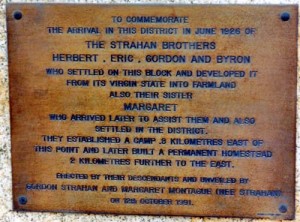 TO COMMEMORATE
THE ARRIVAL IN THIS DISTRICT IN JUNE 1926 OF
THE STRAHAN BROTHERS
HERBERT, ERIC, GORDON AND BYRON
WHO SETTLED ON THIS BLOCK AND DEVELOPED IT
FROM ITS VIRGIN STATE INTO FARMLAND
ALSO THEIR SISTER
MARGARET
WHO ARRIVED LATER TO ASSIST THEM AND ALSO
SETTLED IN THE DISTRICT.
THEY ESTABLISHED A CAMP .8 KILOMETRES EAST OF
THIS POINT AND LATER BUILT A PERMANENT HOMESTEAD
2 KILOMETRES FURTHER TO THE EAST.
ERECTED BY THEIR DESCENDANTS AND UNVEILED BY
GORDON STRAHAN AND MARGARET MONTAGUE (NEE STRAHAN)
ON 12th OCTOBER 1991.